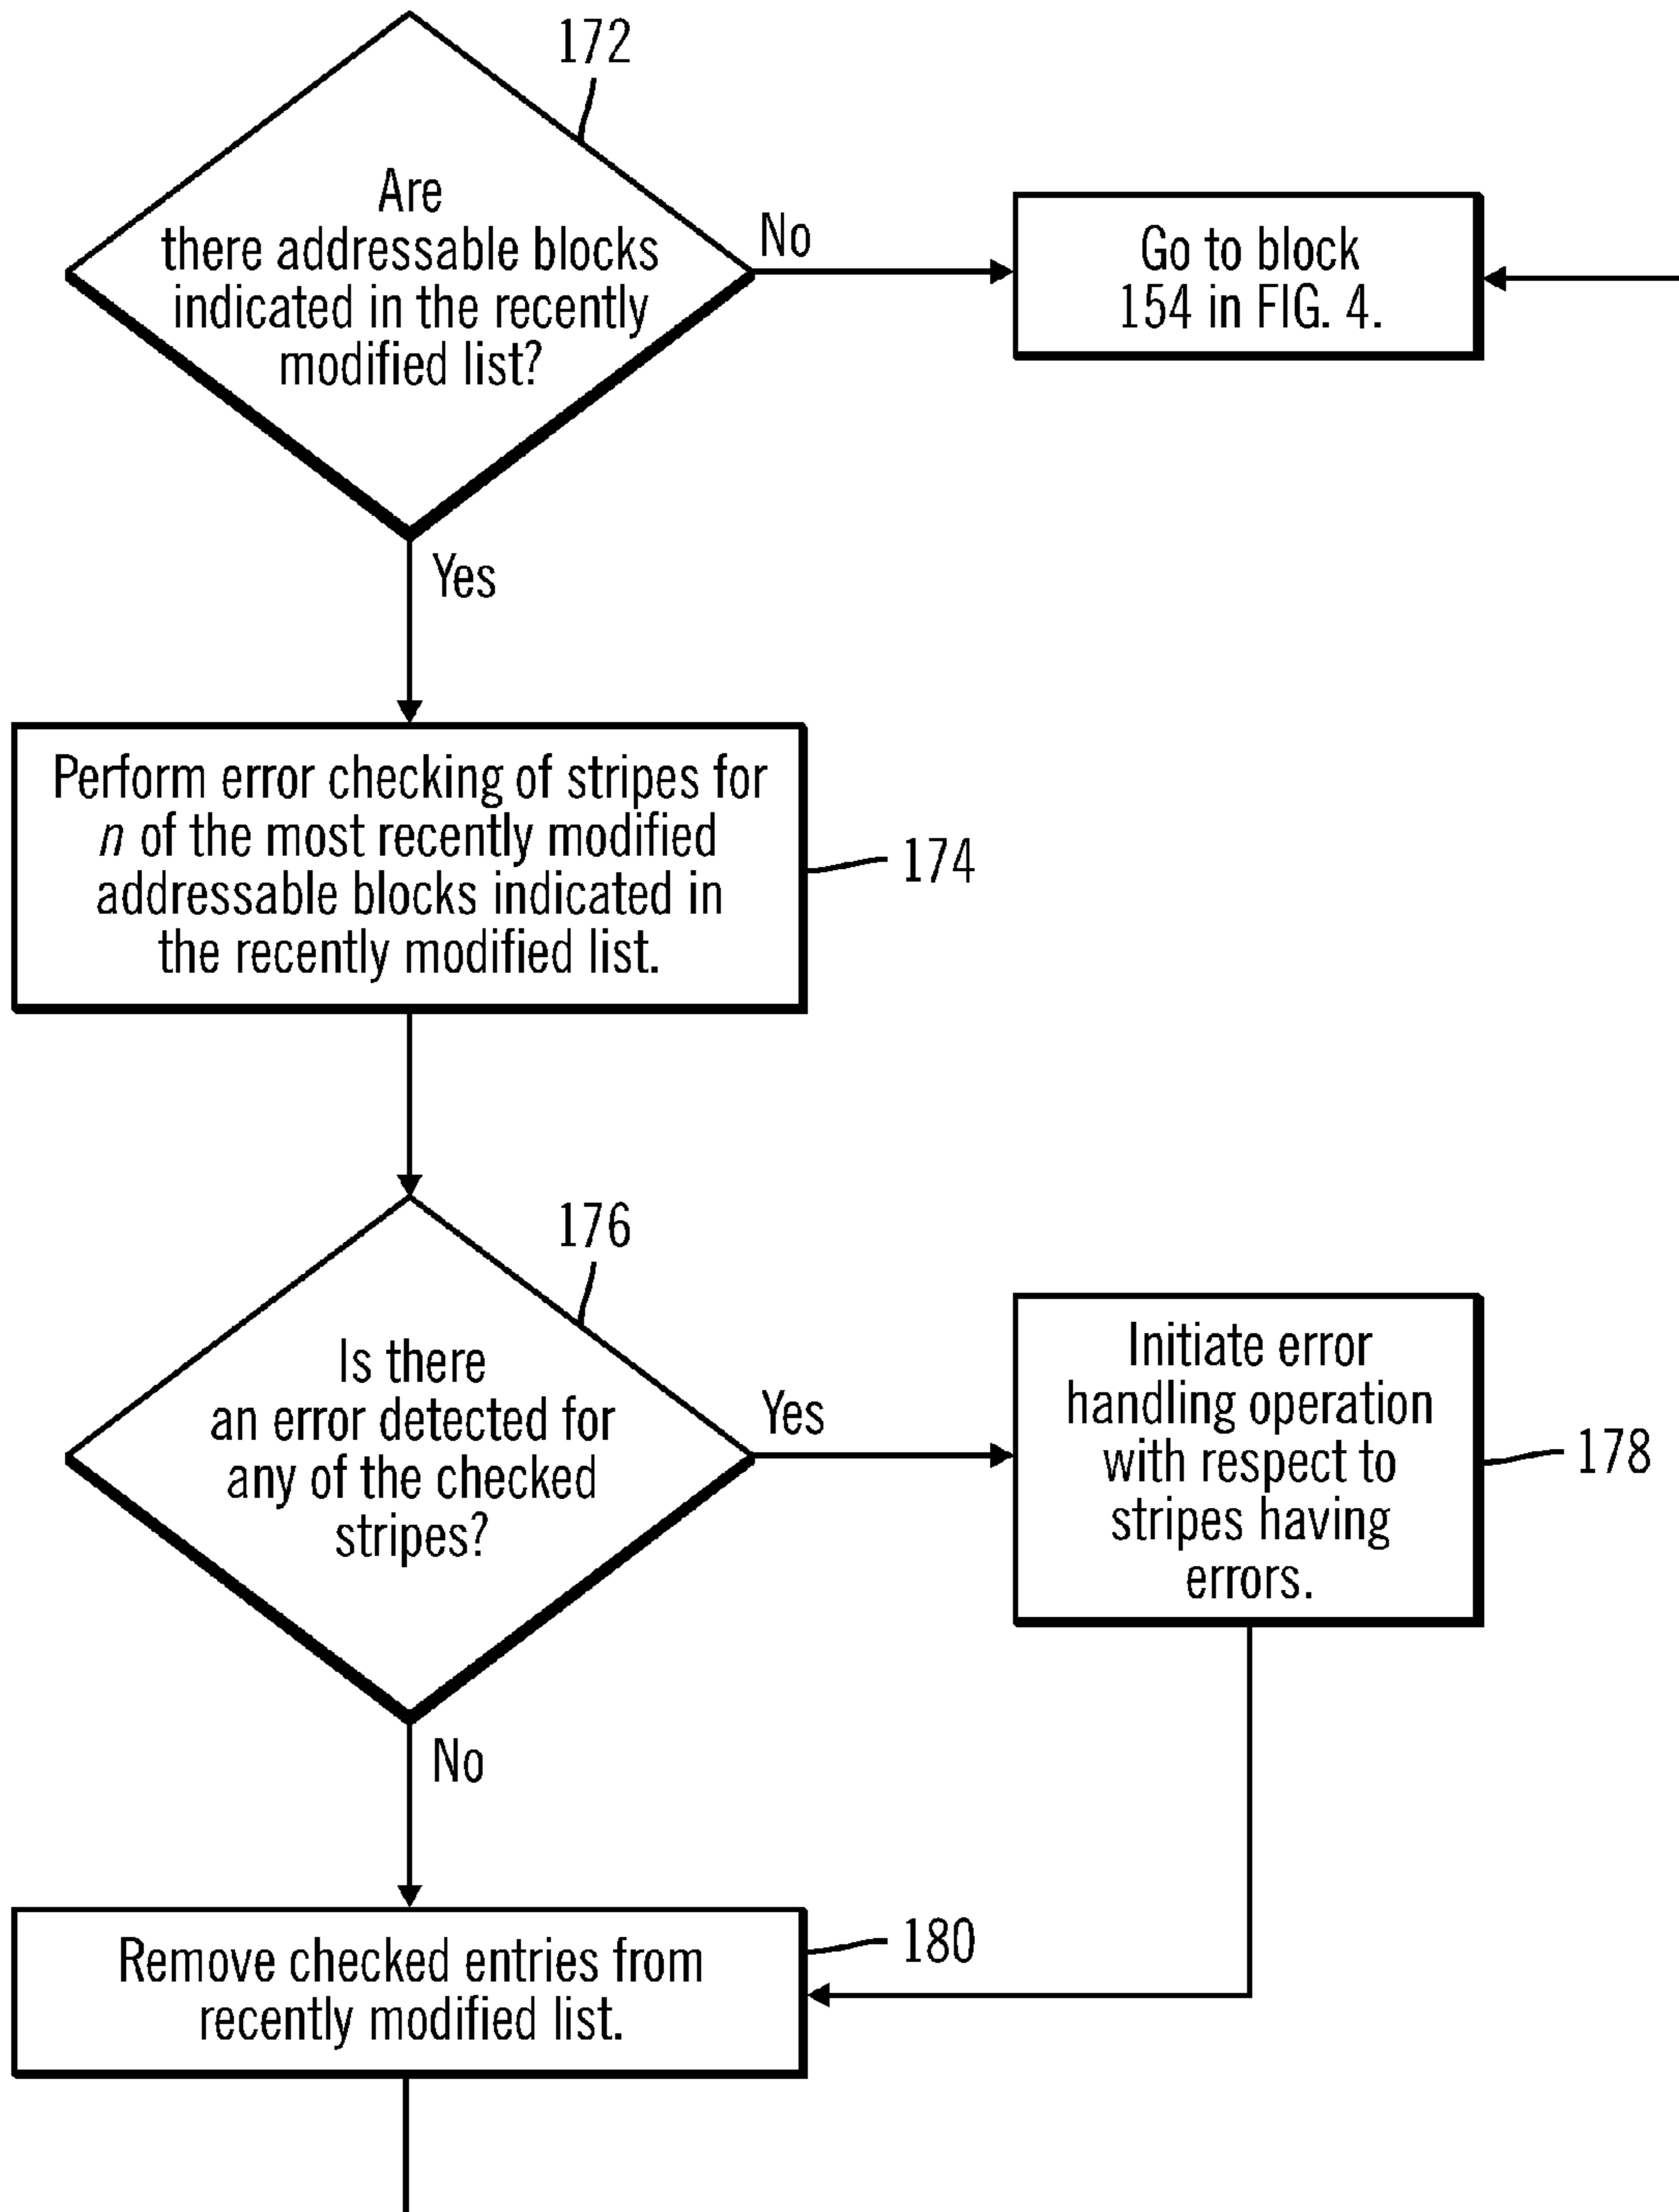 172
Are
there addressable blocks
indicated in the recently
modified list?
No
Go to block
154 in FIG. 4.
Yes
Perform error checking of stripes for
n of the most recently modified
addressable blocks indicated in
the recently modified list.
174
176
Is there
an error detected for
any of the checked
stripes?
Yes
Initiate error
handling operation
with respect to
stripes having
errors.
178
No
Remove checked entries from
recently modified list.
180